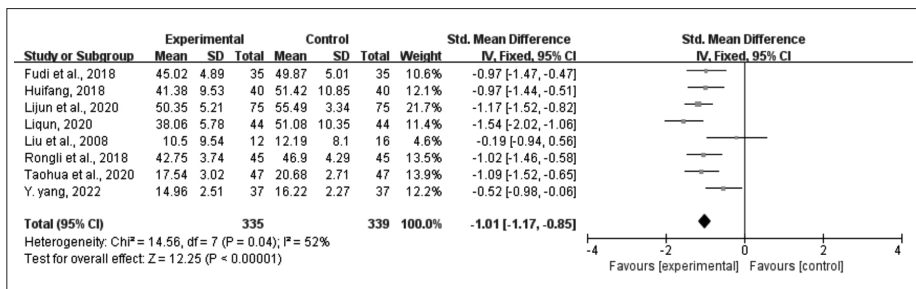 Experimental Control Std. Mean Difference Std. Mean Difference
Study or Subgroup Mean SD Total Mean SD Total Weight IV, Fixed, 95% CI IV, Fixed, 95% CI
Fudi et al., 2018 45.02 4.89 35 49.87 5.01 35 10.6% -0.97 [-1.47, -0.47]
Huifang, 2018 41.38 9.53 40 51.42 10.85 40 12.1% -0.97 [-1.44, -0.51]
Lijun et al., 2020 50.35 5.21 75 55.49 3.34 75 21.7% -1.17 [-1.52, -0.82]
Liqun, 2020 38.06 5.78 44 51.08 10.35 44 11.4% -1.54 [-2.02, -1.06]
Liu et al., 2008 10.5 9.54 12 12.19 8.1 16 4.6% -0.19 [-0.94, 0.56]
Rongli et al., 2018 42.75 3.74 45 46.9 4.29 45 13.5% -1.02 [-1.46, -0.58]
Taohua et al., 2020 17.54 3.02 47 20.68 2.71 47 13.9% -1.09 [-1.52, -0.65]
Y. yang, 2022 14.96 2.51 37 16.22 2.27 37 12.2% -0.52 [-0.98, -0.06]
Total (95% CI) 335 339 100.0% -1.01 [-1.17, -0.85]
Heterogeneity: Chi² = 14.56, df = 7 (P = 0.04); I² = 52%
Test for overall effect: Z = 12.25 (P < 0.00001)
-4 -2 0 2 4
Favours [experimental] Favours [control]